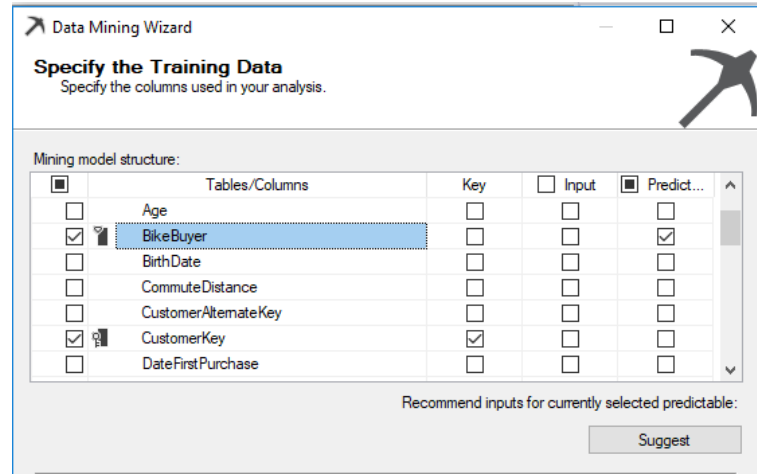 Data Mining Wizard
Specify the Training Data
Specify the columns used in your analysis.
Mining model structure:
Tables/Columns Key Input Predict...
Age
BikeBuyer
BirthDate
CommuteDistance
CustomerAlternateKey
CustomerKey
DateFirstPurchase
Recommend inputs for currently selected predictable:
Suggest